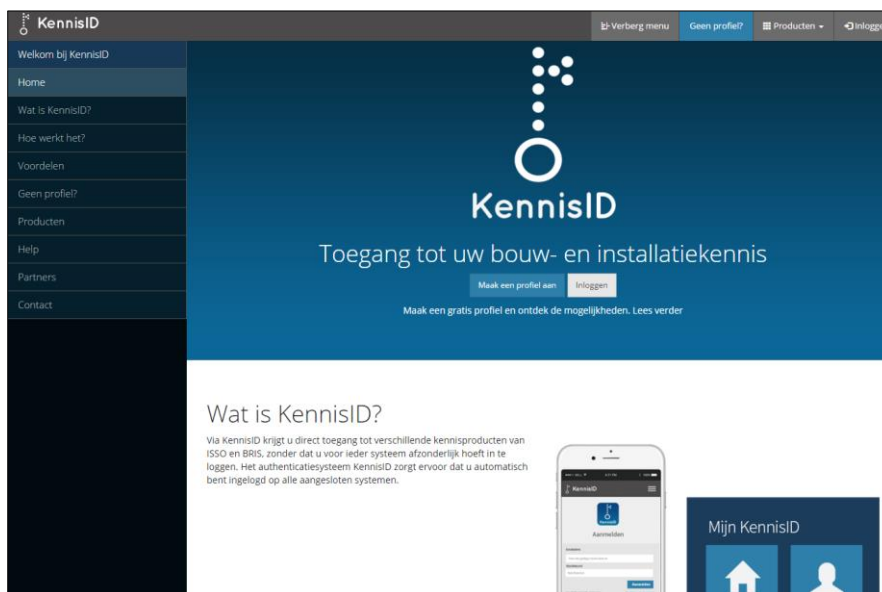 KennisID
Verberg menu
Geen profiel?
Producten
Inlogge
Welkom bij KennisID
Home
Wat is KennisID?
Hoe werkt het?
Voordelen
Geen profiel?
Producten
Help
Partners
Contact
KennisID
Toegang tot uw bouw- en installatiekennis
Maak een profiel aan
Inloggen
Maak een gratis profiel en ontdek de mogelijkheden. Lees verder
Wat is KennisID?
Via KennisID krijgt u direct toegang tot verschillende kennisproducten van
ISSO en BRIS, zonder dat u voor ieder systeem afzonderlijk hoeft in te
loggen. Het authenticatiesysteem KennisID zorgt ervoor dat u automatisch
bent ingelogd op alle aangesloten systemen.
KennisID
Aanmelden
Mijn KennisID